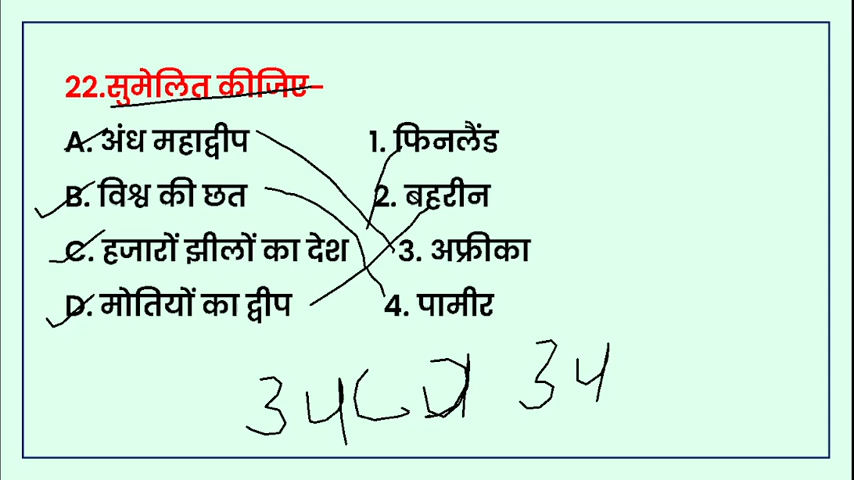 22.सुमेलित कीजिए-
A. अंध महाद्वीप 1. फिनलैंड
B. विश्व की छत 2. बहरीन
C. हजारों झीलों का देश 3. अफ्रीका
D. मोतियों का द्वीप 4. पामीर
34 34